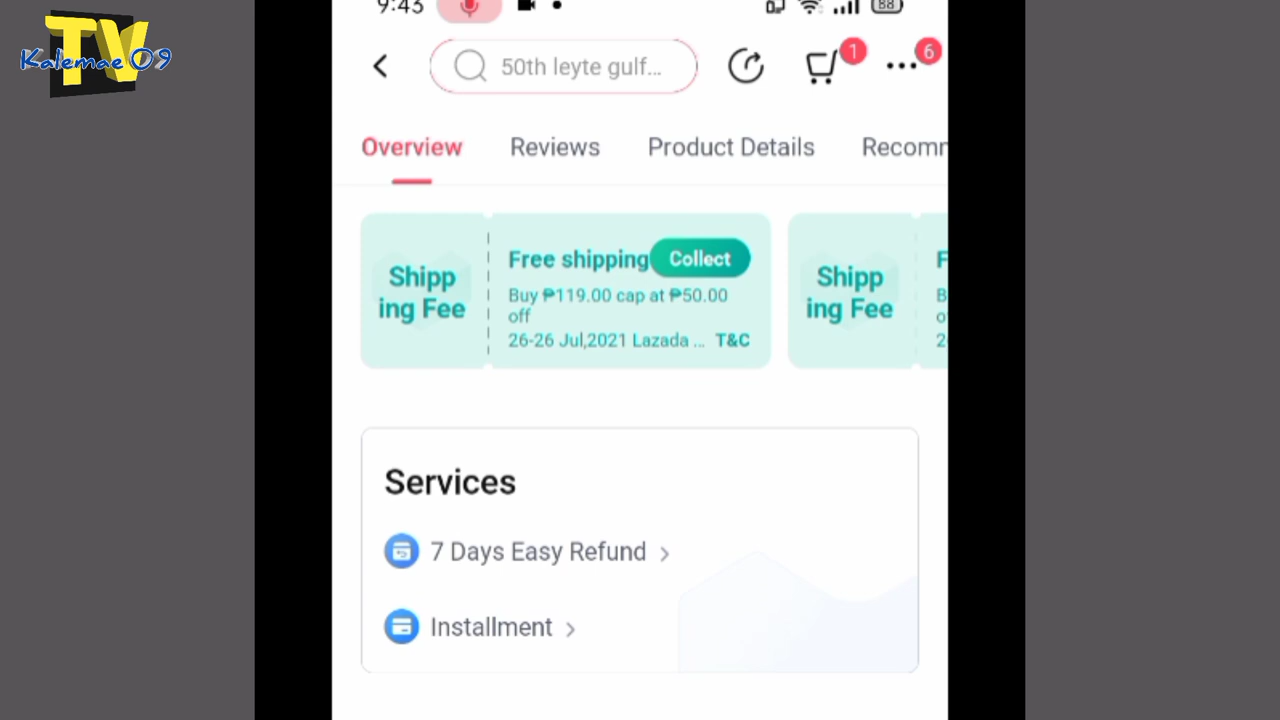 TV
Kalemae 09
9:43
88
50th leyte gulf...
1
6
Overview
Reviews
Product Details
Recomm
Shipp
ing Fee
Free shipping
Collect
Buy ₱119.00 cap at ₱50.00
off
26-26 Jul,2021 Lazada ...
T&C
Shipp
ing Fee
F
B
o
2
Services
7 Days Easy Refund
Installment